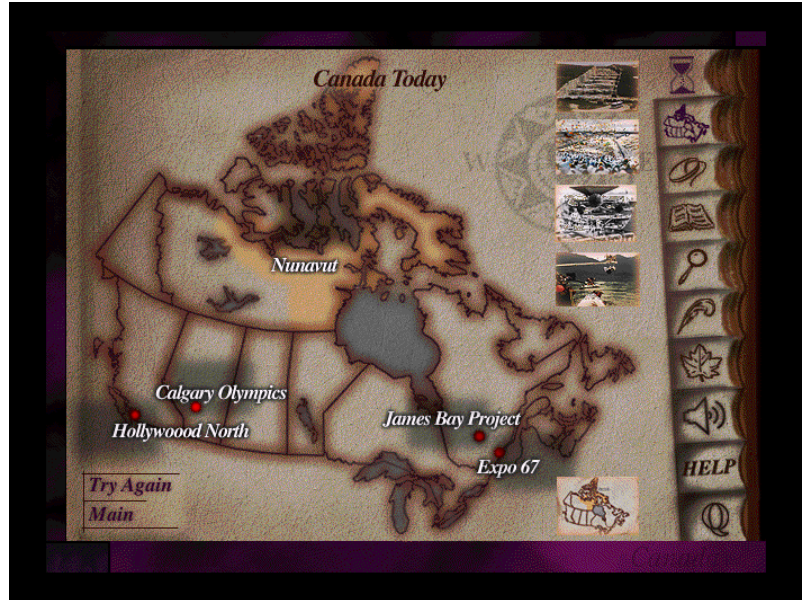 Canada Today
W
E
Nunavut
Calgary Olympics
Hollywoood North
James Bay Project
Expo 67
Try Again
Main
HELP
Q